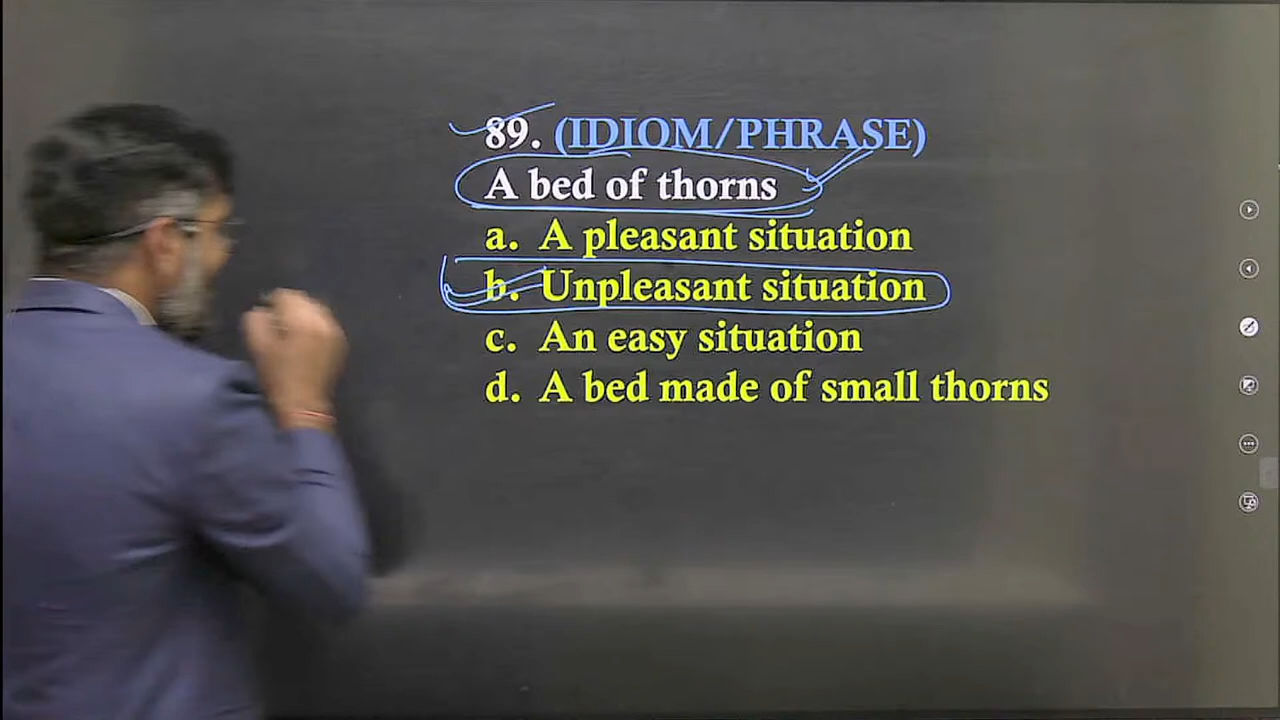 89. (IDIOM/PHRASE)
A bed of thorns
a. A pleasant situation
b. Unpleasant situation
c. An easy situation
d. A bed made of small thorns